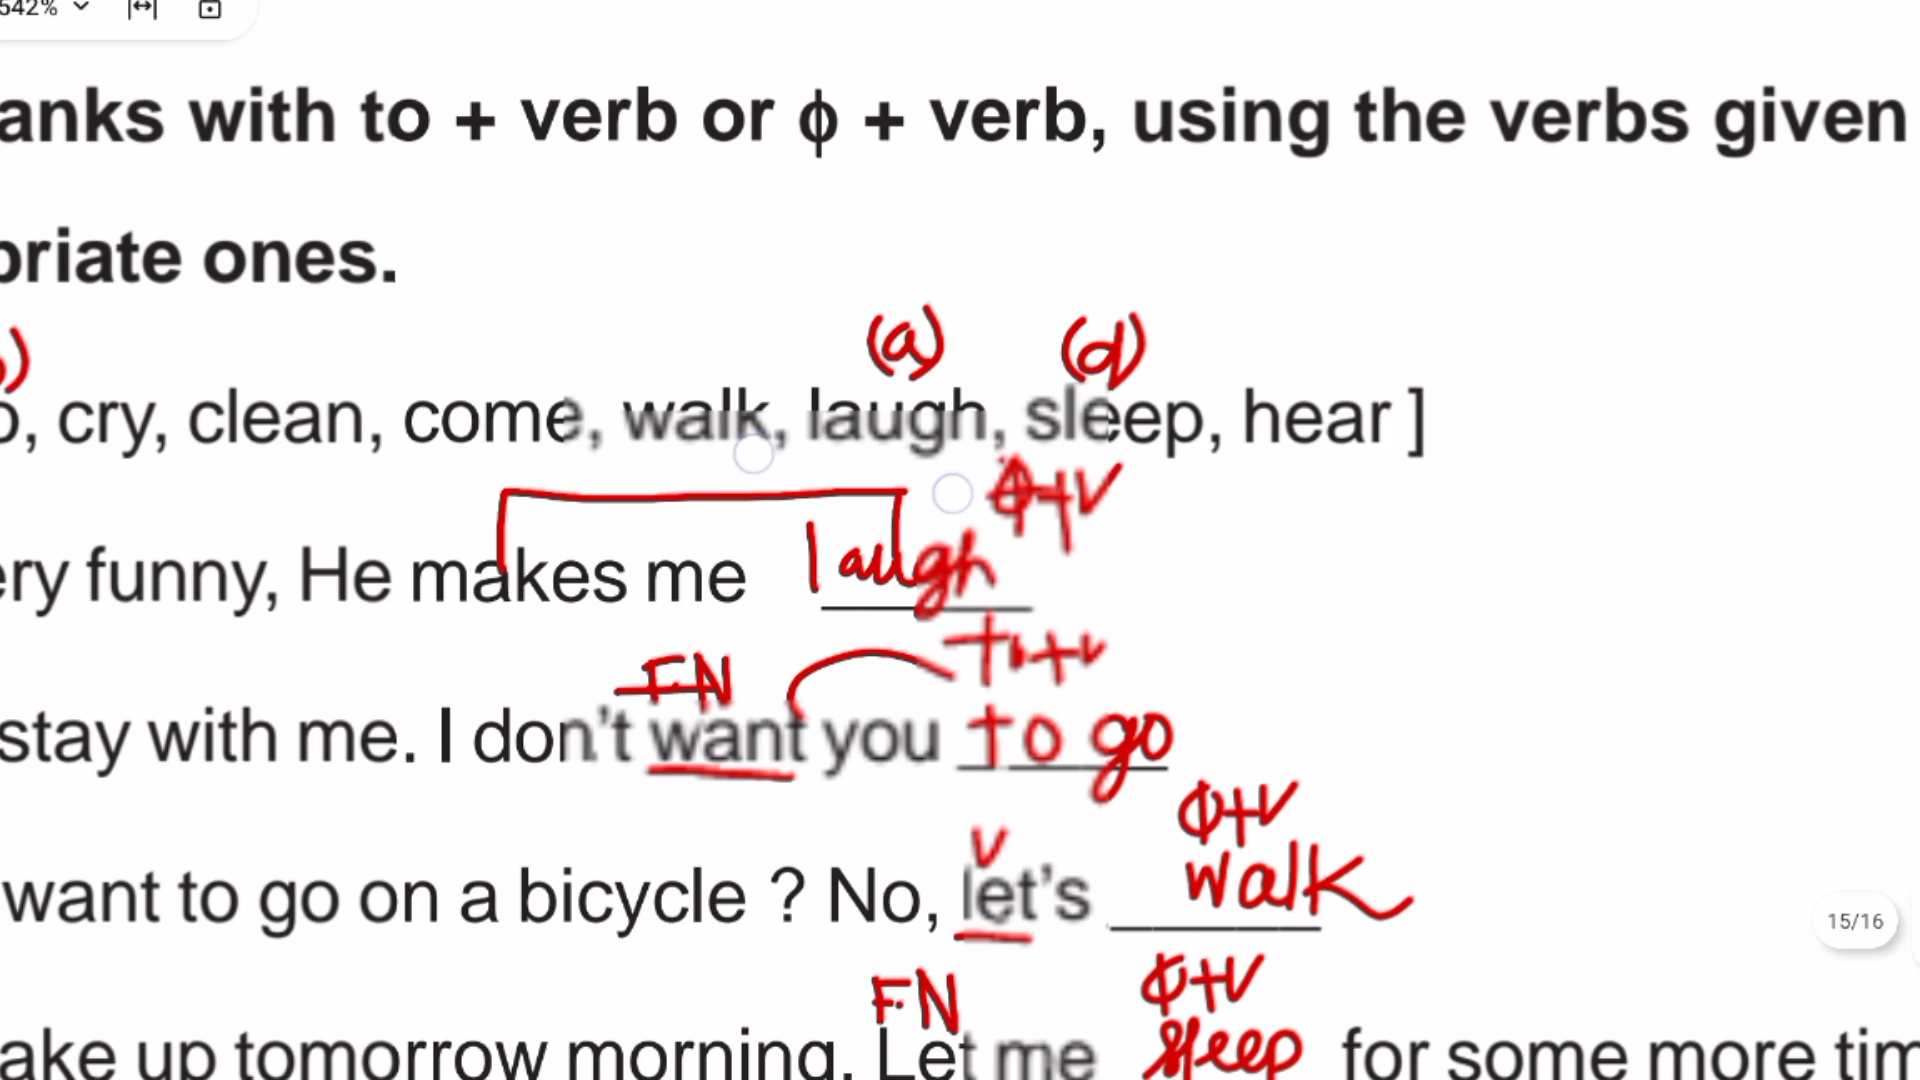 542%
anks with to + verb or ϕ + verb, using the verbs given
priate ones.
(a) (d)
o, cry, clean, come, walk, laugh, sleep, hear ]
ϕ+V
ery funny, He makes me laugh
FN to+v
stay with me. I don't want you to go
V ϕ+V
want to go on a bicycle ? No, let's walk
15/16
FN ϕ+V
ake up tomorrow morning. Let me sleep for some more tim